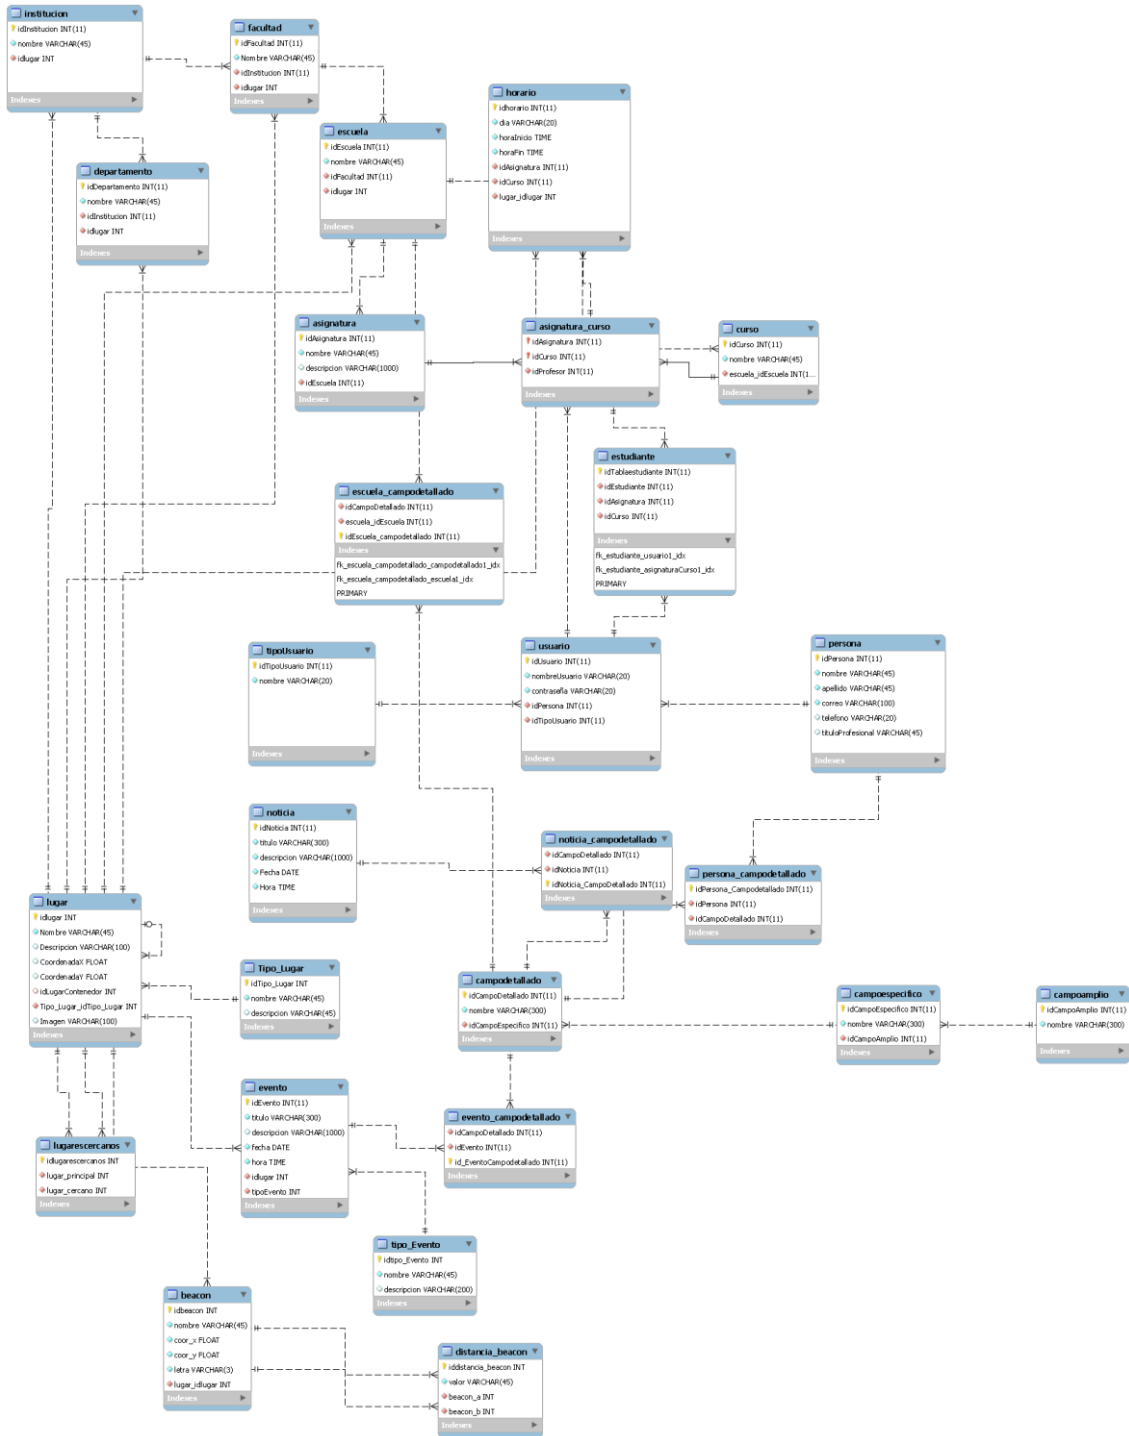 institucion
idInstitucion INT(11)
nombre VARCHAR(45)
idlugar INT
Indexes
facultad
idFacultad INT(11)
Nombre VARCHAR(45)
idInstitucion INT(11)
idlugar INT
Indexes
horario
idhorario INT(11)
dia VARCHAR(20)
horaInicio TIME
horaFin TIME
idAsignatura INT(11)
idCurso INT(11)
lugar_idlugar INT
Indexes
escuela
idEscuela INT(11)
nombre VARCHAR(45)
idFacultad INT(11)
idlugar INT
Indexes
departamento
idDepartamento INT(11)
nombre VARCHAR(45)
idInstitucion INT(11)
idlugar INT
Indexes
asignatura
idAsignatura INT(11)
nombre VARCHAR(45)
descripcion VARCHAR(1000)
idEscuela INT(11)
Indexes
asignatura_curso
idAsignatura INT(11)
idCurso INT(11)
idProfesor INT(11)
Indexes
curso
idCurso INT(11)
nombre VARCHAR(45)
escuela_idEscuela INT(1...
Indexes
estudiante
idTablaestudiante INT(11)
idEstudiante INT(11)
idAsignatura INT(11)
idCurso INT(11)
Indexes
fk_estudiante_usuario1_idx
fk_estudiante_asignaturaCurso1_idx
PRIMARY
escuela_campodetallado
idCampoDetallado INT(11)
escuela_idEscuela INT(11)
idEscuela_campodetallado INT(11)
Indexes
fk_escuela_campodetallado_campodetallado1_idx
fk_escuela_campodetallado_escuela1_idx
PRIMARY
tipoUsuario
idTipoUsuario INT(11)
nombre VARCHAR(20)
Indexes
usuario
idUsuario INT(11)
nombreUsuario VARCHAR(20)
contraseña VARCHAR(20)
idPersona INT(11)
idTipoUsuario INT(11)
Indexes
persona
idPersona INT(11)
nombre VARCHAR(45)
apellido VARCHAR(45)
correo VARCHAR(100)
telefono VARCHAR(20)
tituloProfesional VARCHAR(45)
Indexes
noticia
idNoticia INT(11)
titulo VARCHAR(300)
descripcion VARCHAR(1000)
Fecha DATE
Hora TIME
Indexes
noticia_campodetallado
idCampoDetallado INT(11)
idNoticia INT(11)
idNoticia_CampoDetallado INT(11)
Indexes
persona_campodetallado
idPersona_Campodetallado INT(11)
idPersona INT(11)
idCampoDetallado INT(11)
Indexes
lugar
idlugar INT
Nombre VARCHAR(45)
Descripcion VARCHAR(100)
CoordenadaX FLOAT
CoordenadaY FLOAT
idLugarContenedor INT
Tipo_Lugar_idTipo_Lugar INT
Imagen VARCHAR(100)
Indexes
Tipo_Lugar
idTipo_Lugar INT
nombre VARCHAR(45)
descripcion VARCHAR(45)
Indexes
campodetallado
idCampoDetallado INT(11)
nombre VARCHAR(300)
idCampoEspecifico INT(11)
Indexes
campoespecifico
idCampoEspecifico INT(11)
nombre VARCHAR(300)
idCampoAmplio INT(11)
Indexes
campoamplio
idCampoAmplio INT(11)
nombre VARCHAR(300)
Indexes
evento
idEvento INT(11)
titulo VARCHAR(300)
descripcion VARCHAR(1000)
fecha DATE
hora TIME
idlugar INT
tipoEvento INT
Indexes
evento_campodetallado
idCampoDetallado INT(11)
idEvento INT(11)
id_EventoCampodetallado INT(11)
Indexes
lugarescercanos
idlugarescercanos INT
lugar_principal INT
lugar_cercano INT
Indexes
tipo_Evento
idtipo_Evento INT
nombre VARCHAR(45)
descripcion VARCHAR(200)
Indexes
beacon
idbeacon INT
nombre VARCHAR(45)
coor_x FLOAT
coor_y FLOAT
letra VARCHAR(3)
lugar_idlugar INT
Indexes
distancia_beacon
iddistancia_beacon INT
valor VARCHAR(45)
beacon_a INT
beacon_b INT
Indexes